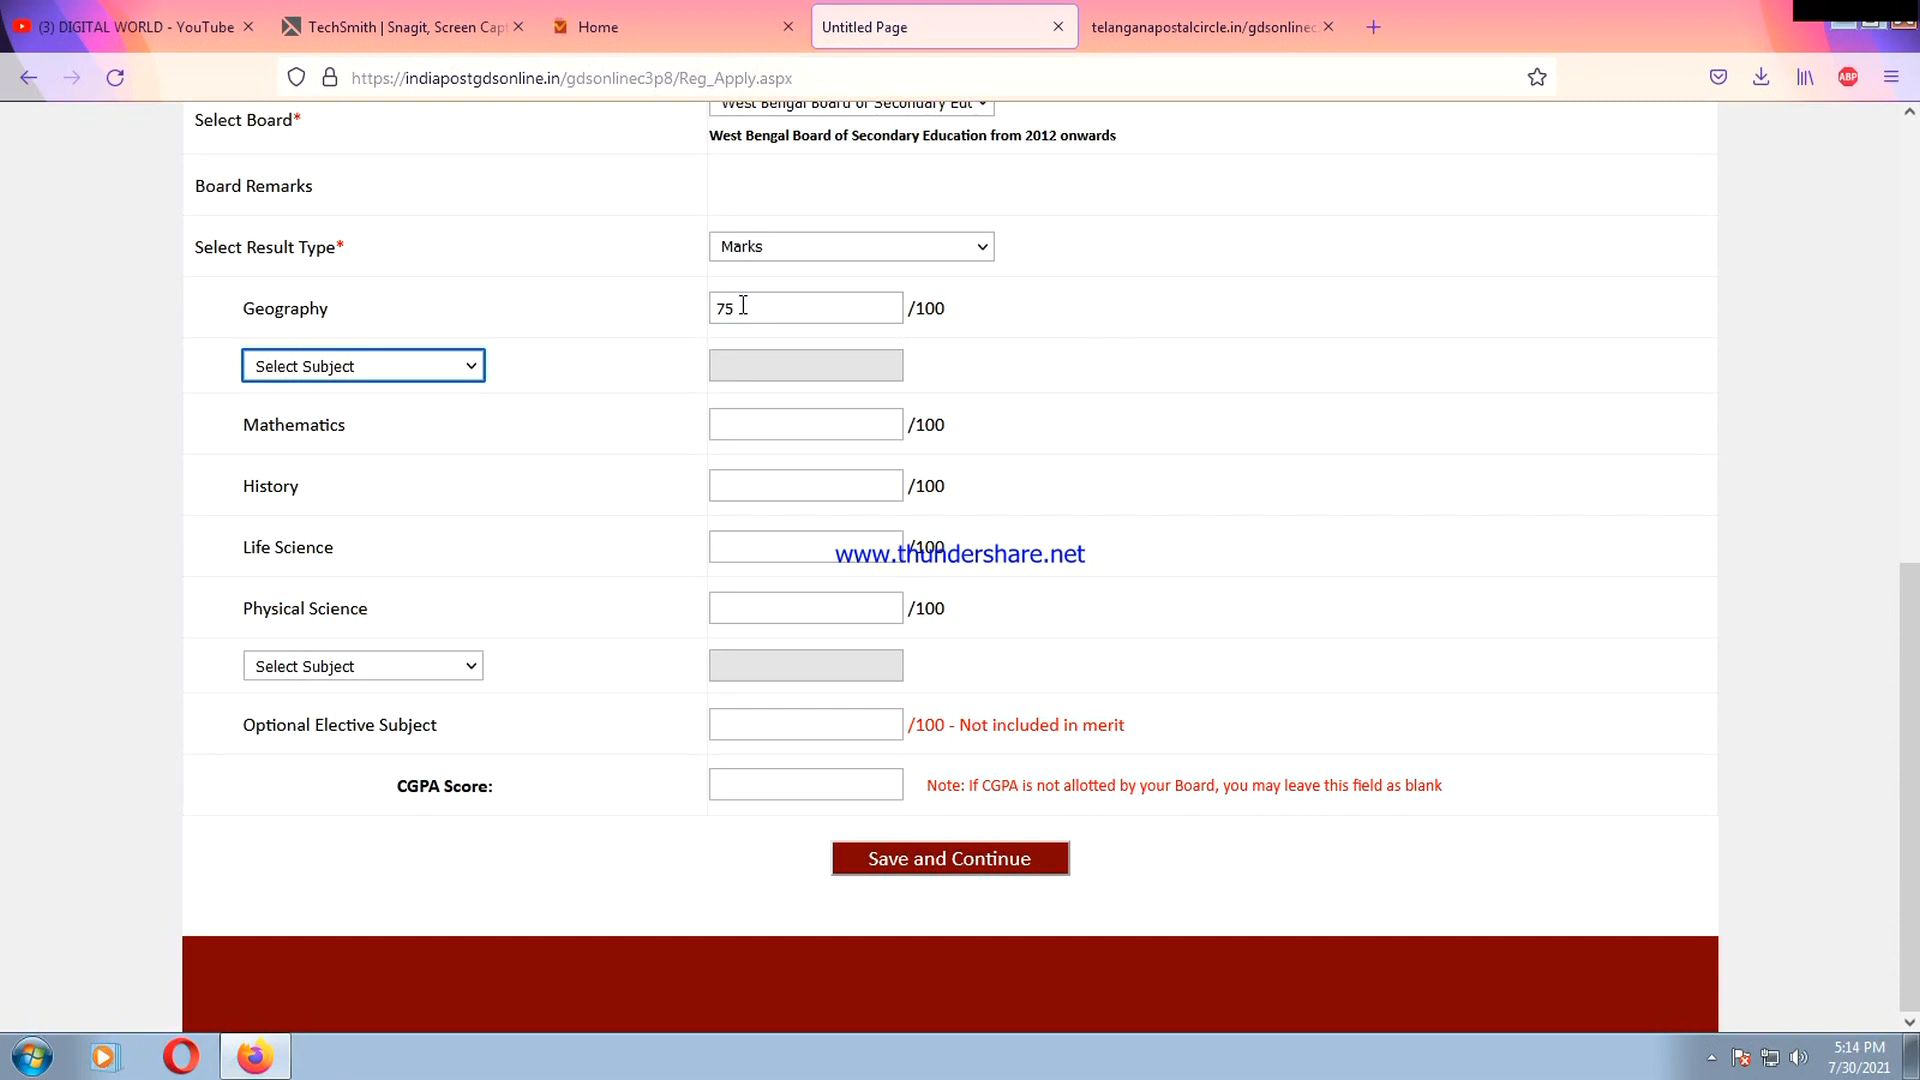 (3) DIGITAL WORLD - YouTube
TechSmith | Snagit, Screen Capt
Home
Untitled Page
telanganapostalcircle.in/gdsonlinec
https://indiapostgdsonline.in/gdsonlinec3p8/Reg_Apply.aspx
ABP
Select Board*
West Bengal Board of Secondary Edu
West Bengal Board of Secondary Education from 2012 onwards
Board Remarks
Select Result Type*
Marks
Geography
75
/100
Select Subject
Mathematics
/100
History
/100
Life Science
/100
www.thundershare.net
Physical Science
/100
Select Subject
Optional Elective Subject
/100 - Not included in merit
CGPA Score:
Note: If CGPA is not allotted by your Board, you may leave this field as blank
Save and Continue
5:14 PM
7/30/2021